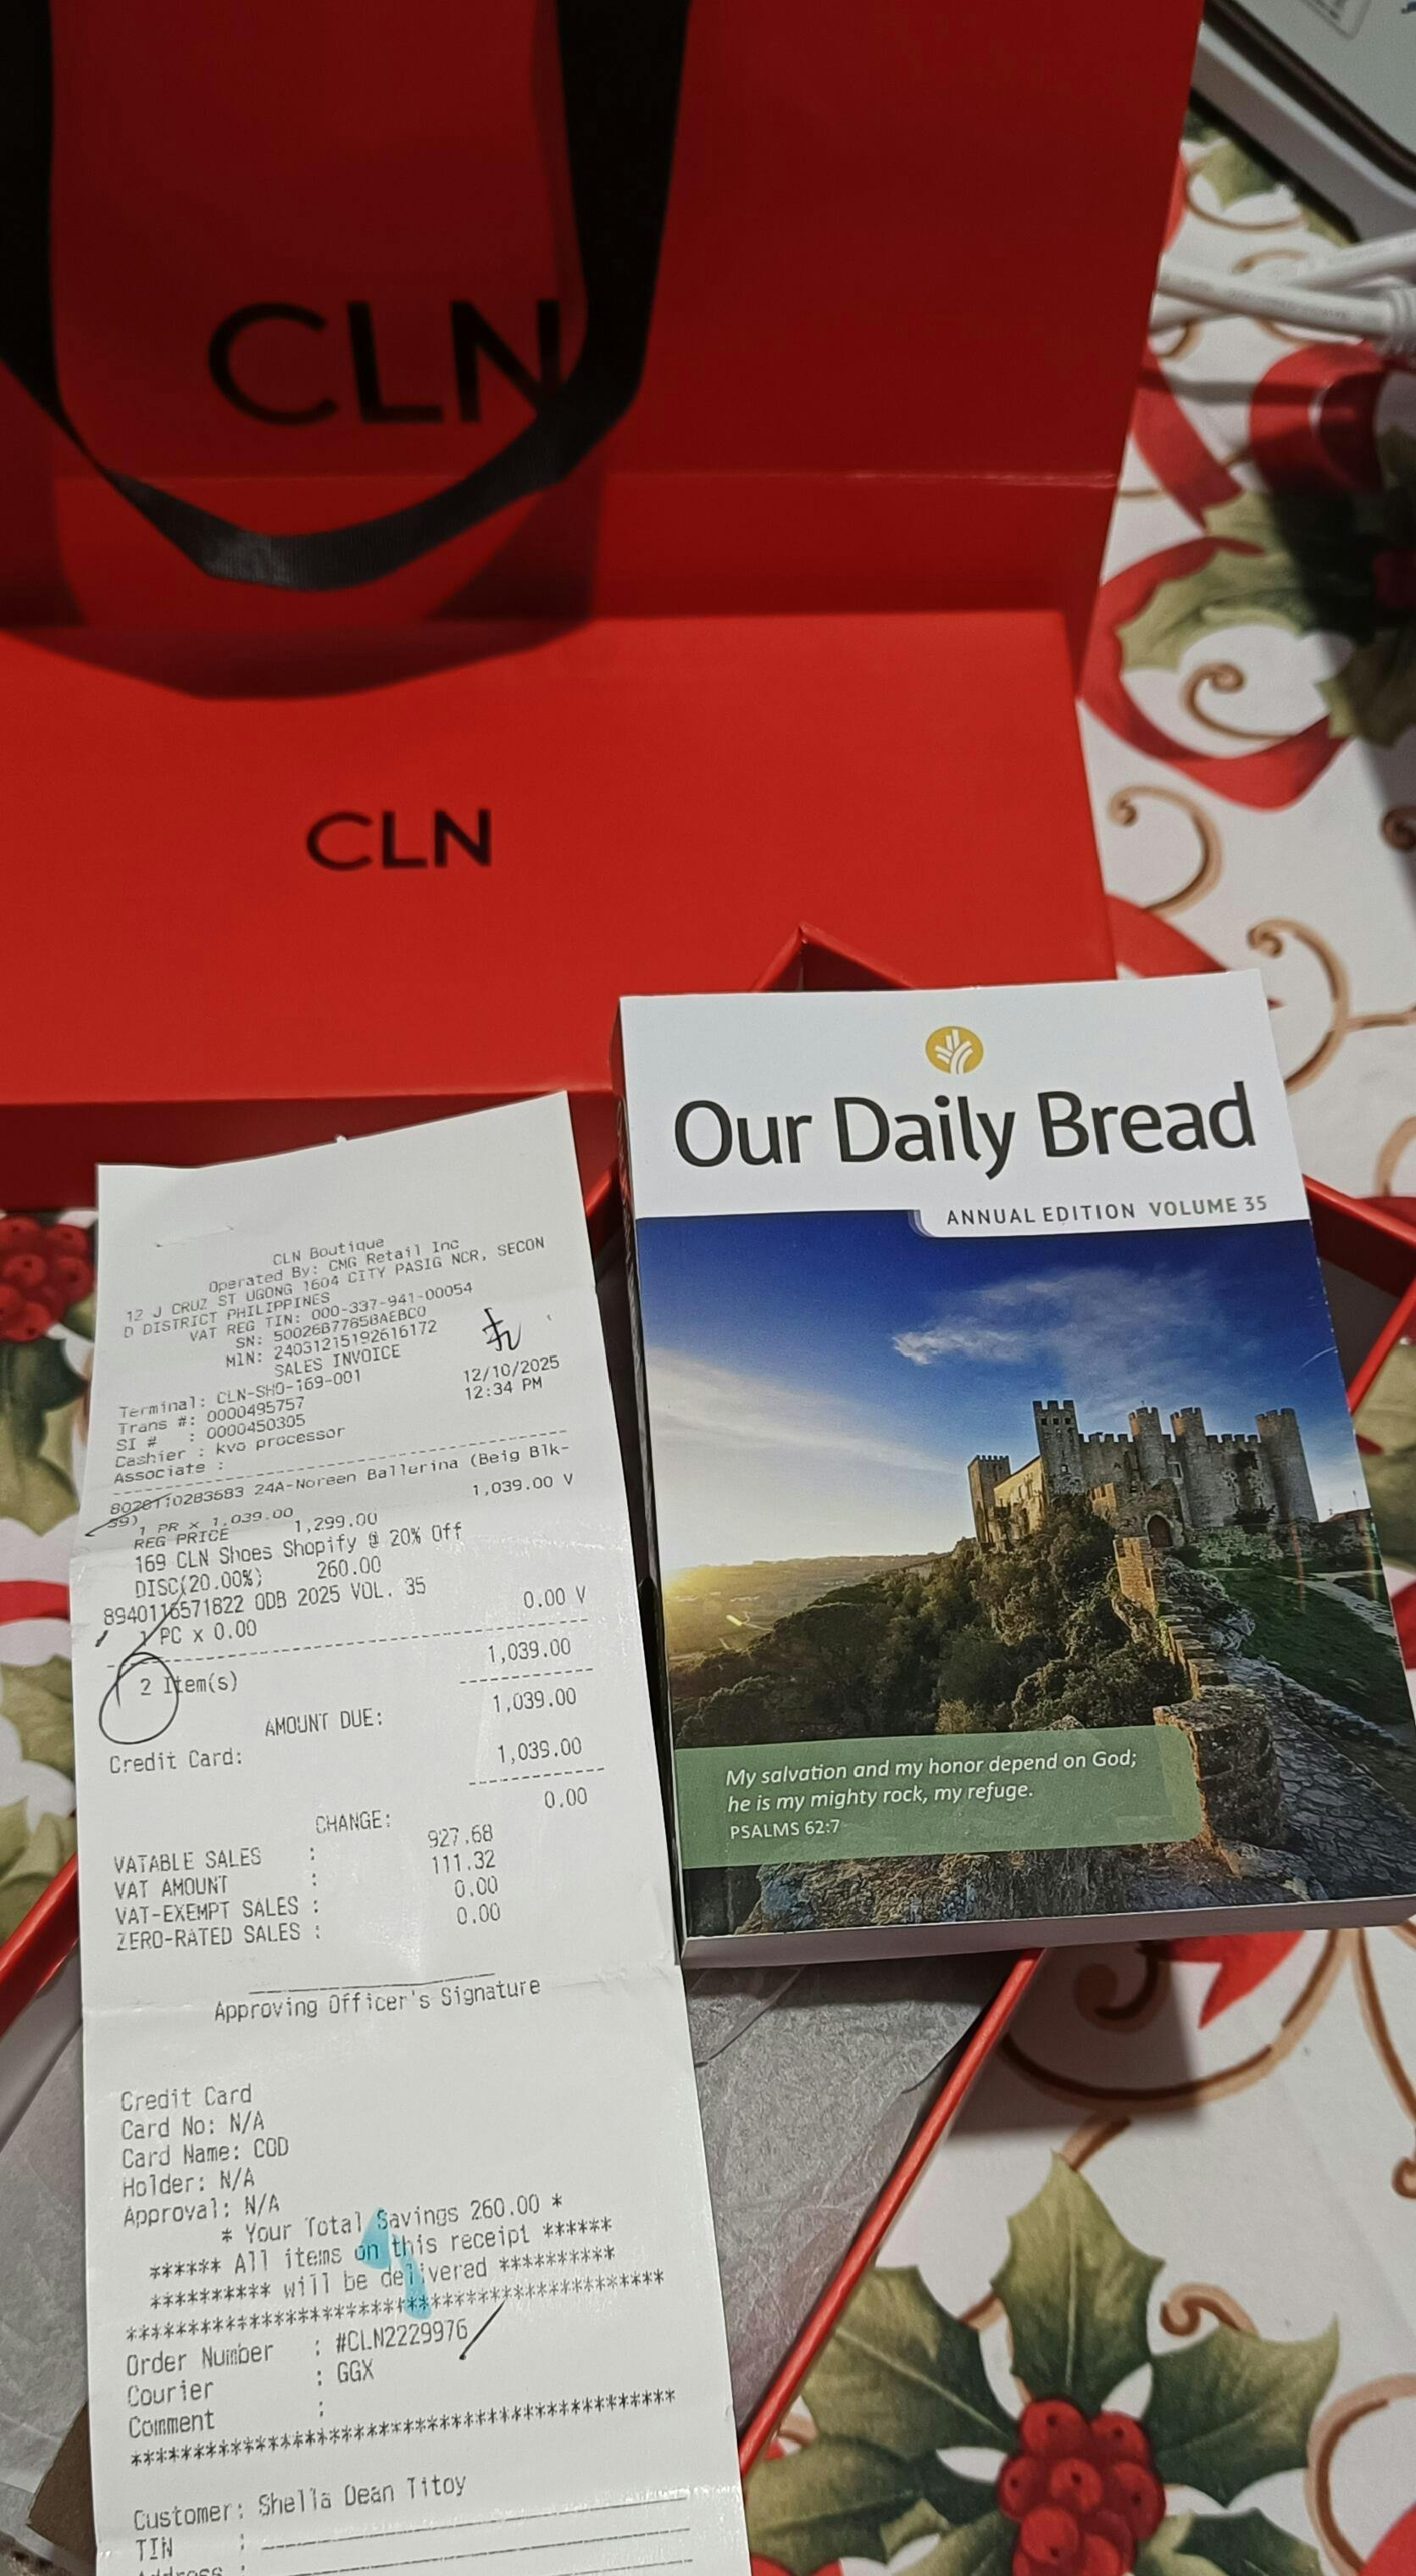 CLN
CLN
CLN Boutique
Operated By: CMG Retail Inc
12 J CRUZ ST UGONG 1604 CITY PASIG NCR, SECON
D DISTRICT PHILIPPINES
VAT REG TIN: 000-337-941-00054
SN: 50026B7785BAEBC0
MIN: 24031215192616172
SALES INVOICE
Terminal: CLN-SHO-169-001 12/10/2025
Trans #: 0000495757 12:34 PM
SI # : 0000450305
Cashier : kvo processor
Associate :
8028110283683 24A-Noreen Ballerina (Beig Blk-
39) 1,039.00 V
1 PR x 1,039.00
REG PRICE 1,299.00
169 CLN Shoes Shopify @ 20% Off
DISC(20.00%) 260.00
8940116571822 ODB 2025 VOL. 35
1 PC x 0.00 0.00 V
2 Item(s) 1,039.00
AMOUNT DUE: 1,039.00
Credit Card: 1,039.00
CHANGE: 0.00
VATABLE SALES : 927.68
VAT AMOUNT : 111.32
VAT-EXEMPT SALES : 0.00
ZERO-RATED SALES : 0.00
Approving Officer's Signature
Credit Card
Card No: N/A
Card Name: COD
Holder: N/A
Approval: N/A
* Your Total Savings 260.00 *
****** All items on this receipt ******
********** will be delivered **********
*******************************************
Order Number : #CLN2229976
Courier : GGX
Comment :
*******************************************
Customer: Shella Dean Titoy
TIN :
Address :
Our Daily Bread
ANNUAL EDITION VOLUME 35
My salvation and my honor depend on God;
he is my mighty rock, my refuge.
PSALMS 62:7